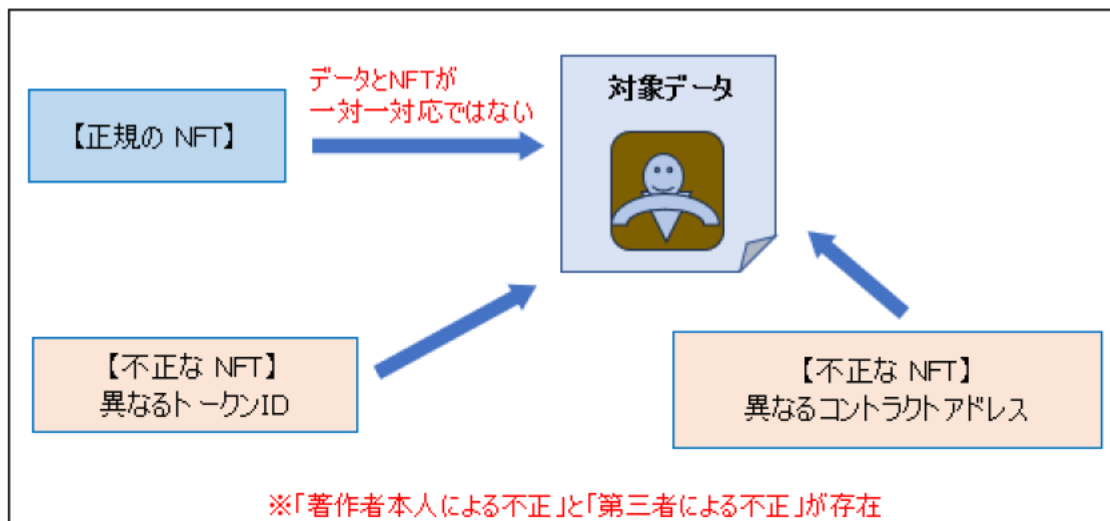 データとNFTが
一対一対応ではない
対象データ
【正規の NFT】
【不正な NFT】
異なるトークンID
【不正な NFT】
異なるコントラクトアドレス
※「著作者本人による不正」と「第三者による不正」が存在